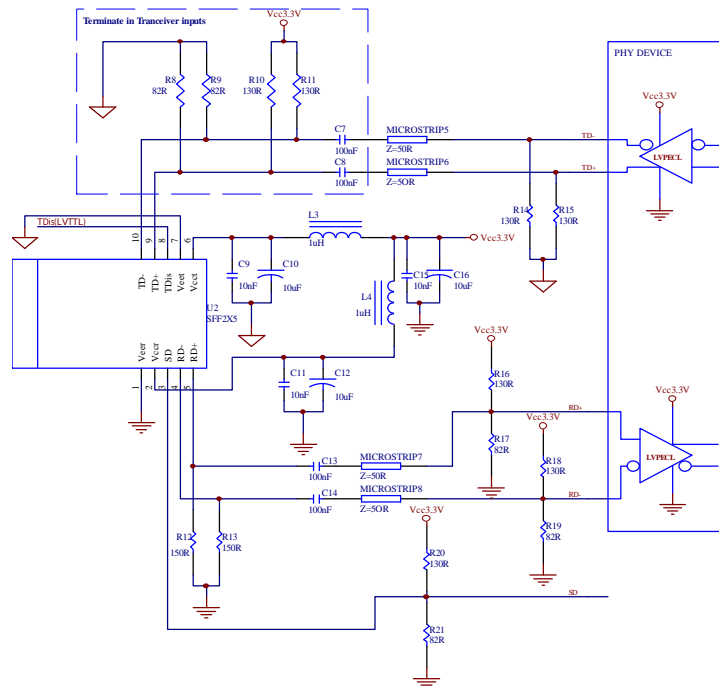 Terminate in Tranceiver inputs
Vcc3.3V
PHY DEVICE
R8
82R
R9
82R
R10
130R
R11
130R
Vcc3.3V
C7
100nF
MICROSTRIP5
Z=50R
TD-
LVPECL
C8
100nF
MICROSTRIP6
Z=5OR
TD+
R14
130R
R15
130R
TDis(LVTTL)
L3
1uH
Vcc3.3V
10
9
8
7
6
TD-
TD+
TDis
Veet
Vcct
C9
10nF
C10
10uF
C15
10nF
C16
10uF
L4
1uH
U2
SFF2X5
Veer
Vccr
SD
RD-
RD+
1
2
3
4
5
C11
10nF
C12
10uF
Vcc3.3V
R16
130R
Vcc3.3V
RD+
Vcc3.3V
R17
82R
LVPECL
C13
100nF
MICROSTRIP7
Z=50R
R18
130R
C14
100nF
MICROSTRIP8
Z=5OR
RD-
Vcc3.3V
R12
150R
R13
150R
R19
82R
R20
130R
SD
R21
82R